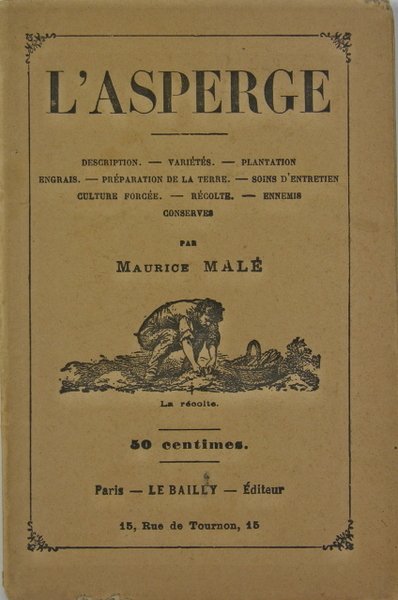 L'ASPERGE
DESCRIPTION. — VARIÉTÉS. — PLANTATION
ENGRAIS. — PRÉPARATION DE LA TERRE. — SOINS D'ENTRETIEN
CULTURE FORCÉE. — RÉCOLTE. — ENNEMIS
CONSERVES
PAR
MAURICE MALÉ
La récolte.
50 centimes.
Paris — LE BAILLY — Éditeur
15, Rue de Tournon, 15